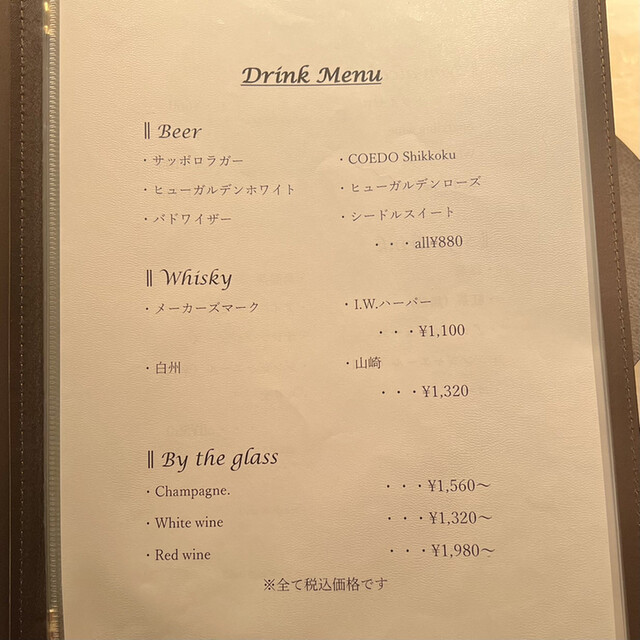 Drink Menu
∥ Beer
・サッポロラガー ・COEDO Shikkoku
・ヒューガルデンホワイト ・ヒューガルデンローズ
・バドワイザー ・シードルスイート
・・・all¥880
∥ Whisky
・メーカーズマーク ・I.W.ハーパー
・・・¥1,100
・白州 ・山崎
・・・¥1,320
∥ By the glass
・Champagne. ・・・¥1,560〜
・White wine ・・・¥1,320〜
・Red wine ・・・¥1,980〜
※全て税込価格です